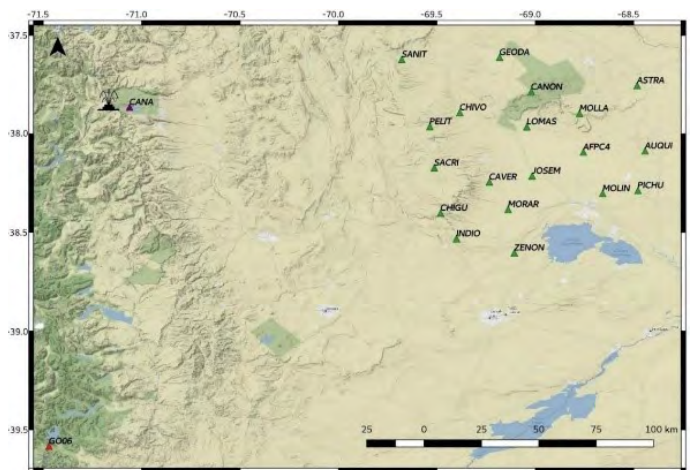 -71.5 -71.0 -70.5 -70.0 -69.5 -69.0 -68.5
-37.5
SANIT
GEODA
CANON
ASTRA
CANA
CHIVO
MOLLA
PELIT
LOMAS
-38.0
AFPC4
AUQUI
SACRI
CAVER
JOSEM
MOLIN
PICHU
CHIGU
MORAR
-38.5
INDIO
ZENON
-39.0
-39.5
GO06
25 0 25 50 75 100 km